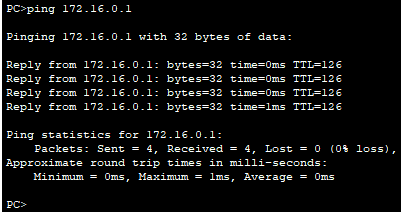 PC>ping 172.16.0.1
Pinging 172.16.0.1 with 32 bytes of data:
Reply from 172.16.0.1: bytes=32 time=0ms TTL=126
Reply from 172.16.0.1: bytes=32 time=0ms TTL=126
Reply from 172.16.0.1: bytes=32 time=0ms TTL=126
Reply from 172.16.0.1: bytes=32 time=1ms TTL=126
Ping statistics for 172.16.0.1:
    Packets: Sent = 4, Received = 4, Lost = 0 (0% loss),
Approximate round trip times in milli-seconds:
    Minimum = 0ms, Maximum = 1ms, Average = 0ms
PC>